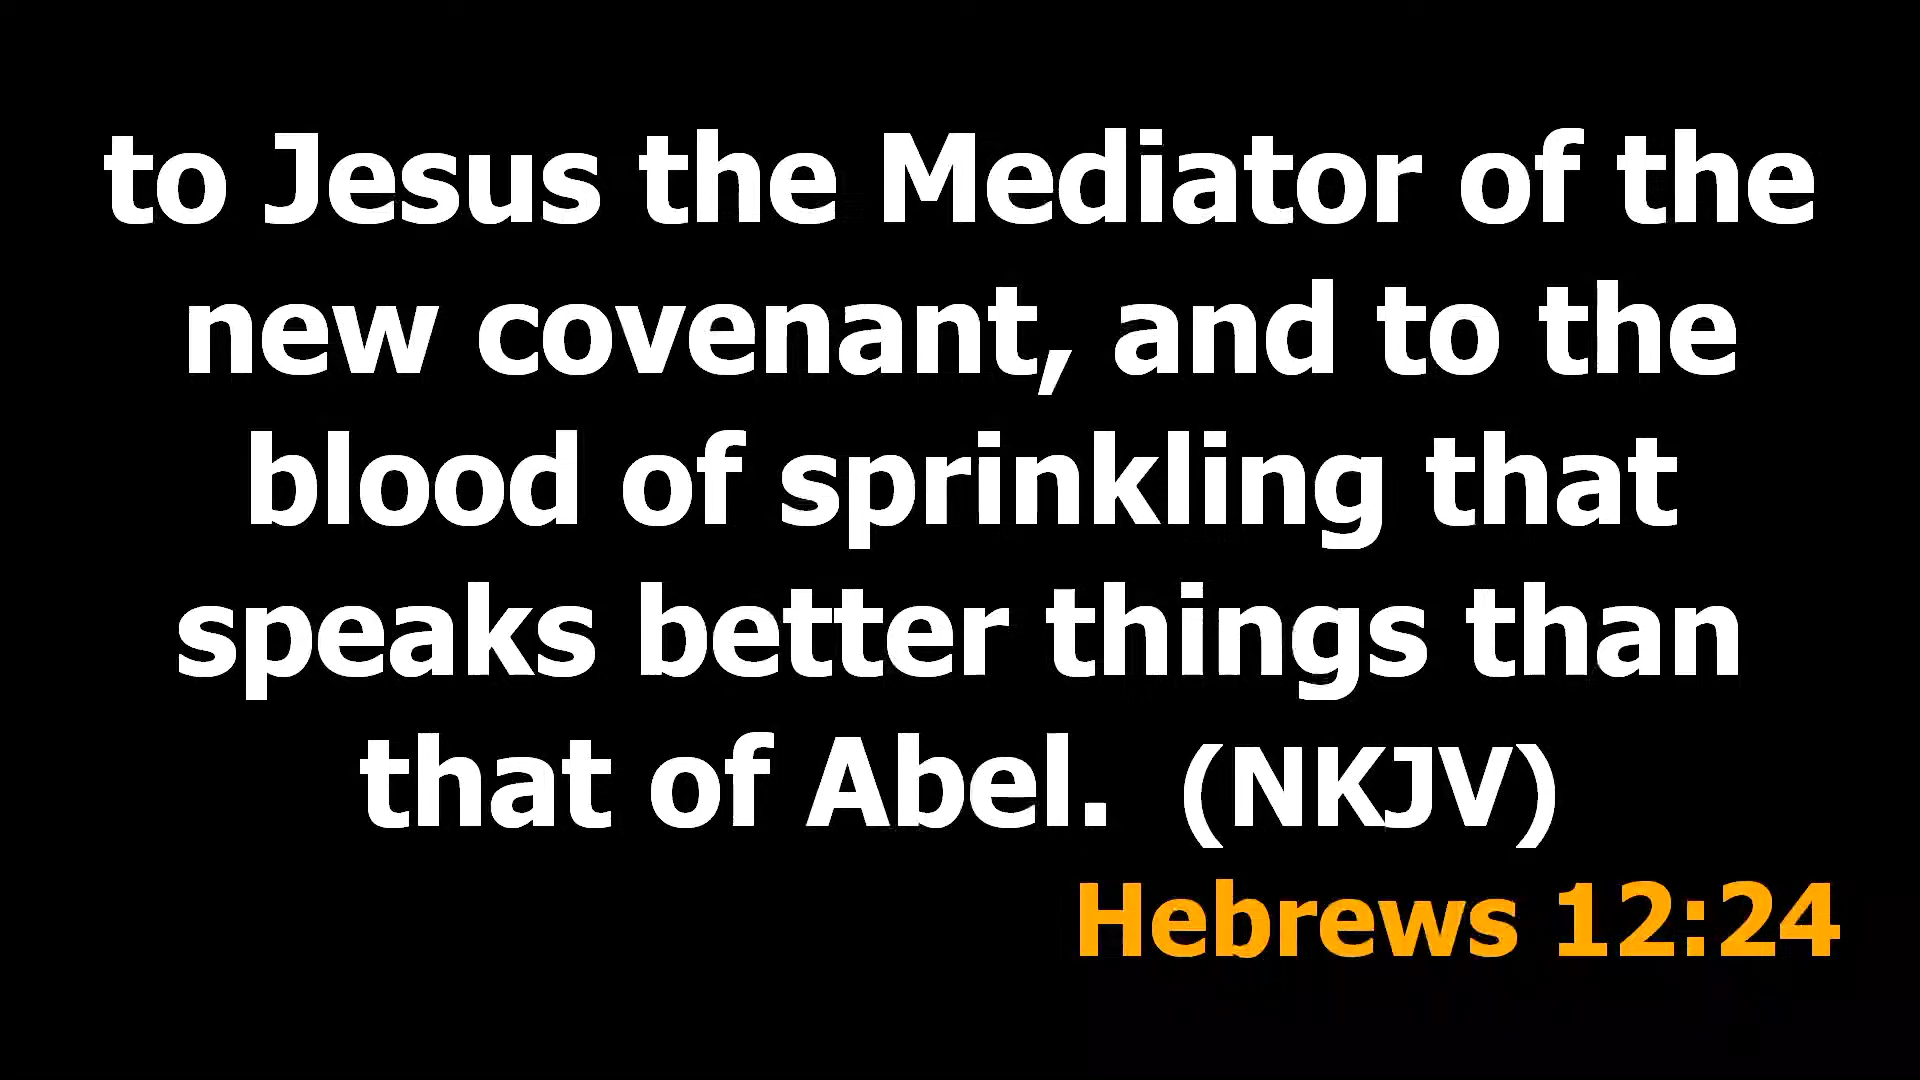 to Jesus the Mediator of the
new covenant, and to the
blood of sprinkling that
speaks better things than
that of Abel.  (NKJV)
Hebrews 12:24